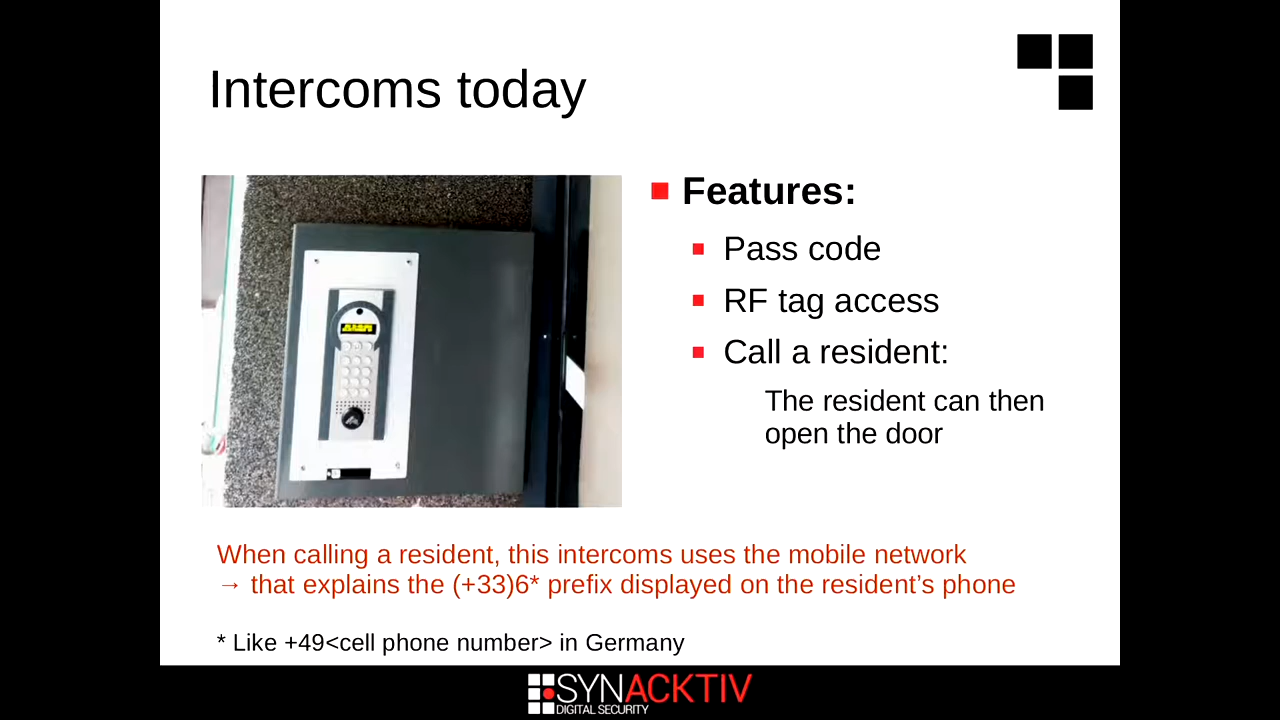 Intercoms today
Features:
Pass code
RF tag access
Call a resident:
The resident can then
open the door
When calling a resident, this intercoms uses the mobile network
→ that explains the (+33)6* prefix displayed on the resident’s phone
* Like +49<cell phone number> in Germany
SYNACKTIV
DIGITAL SECURITY